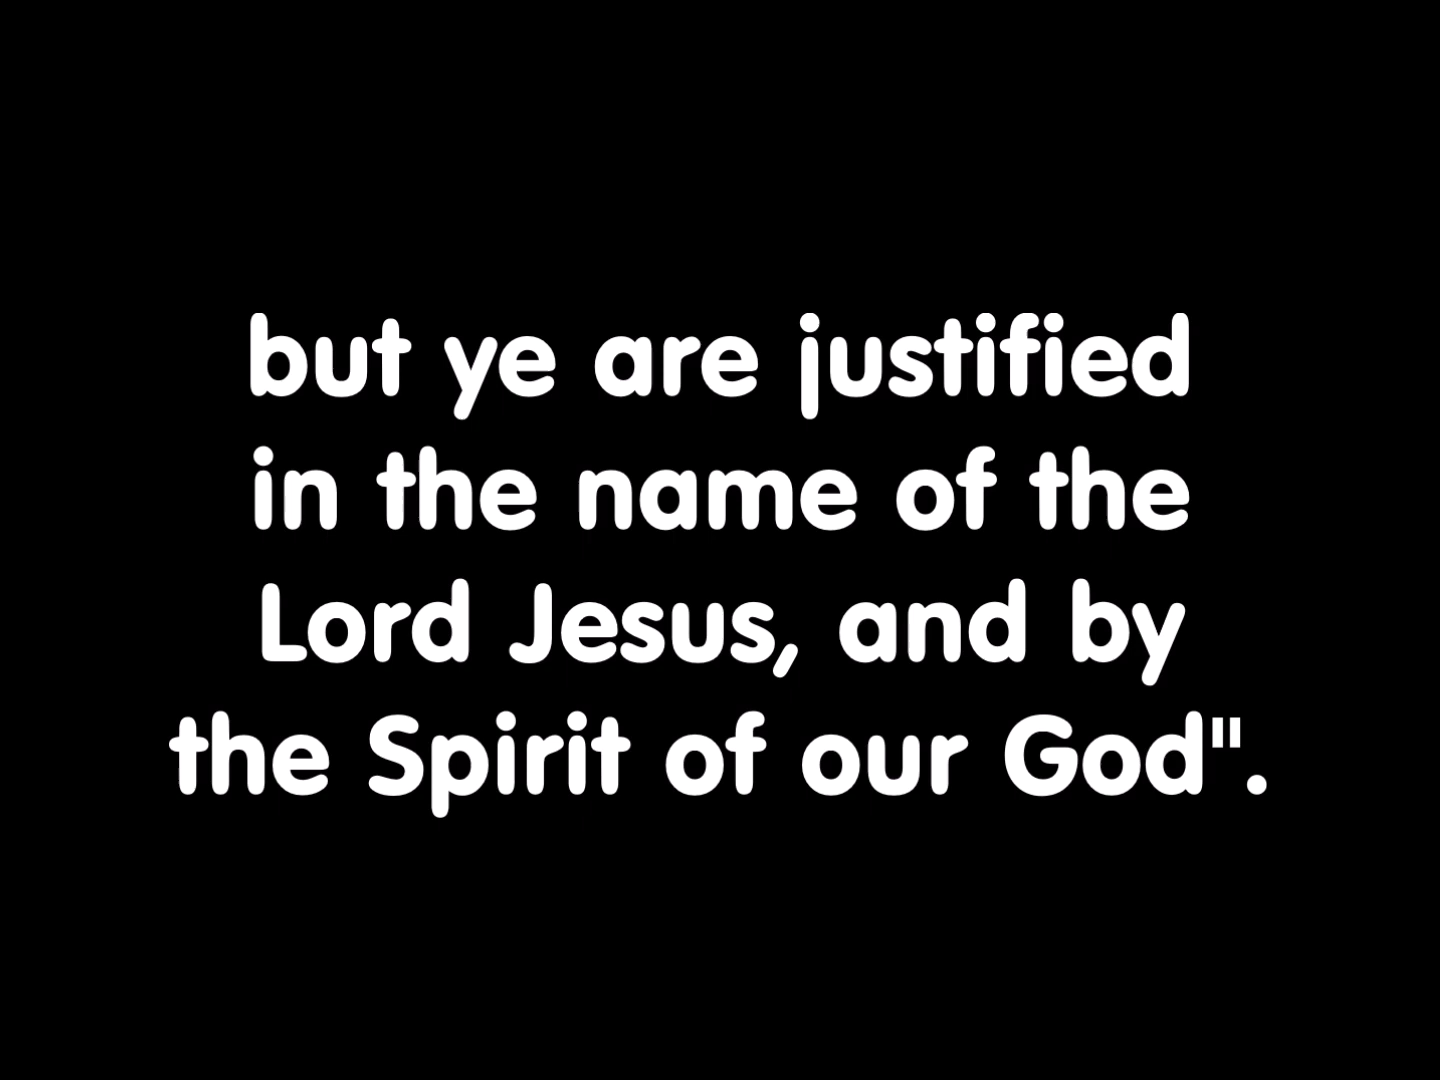 but ye are justified
in the name of the
Lord Jesus, and by
the Spirit of our God".